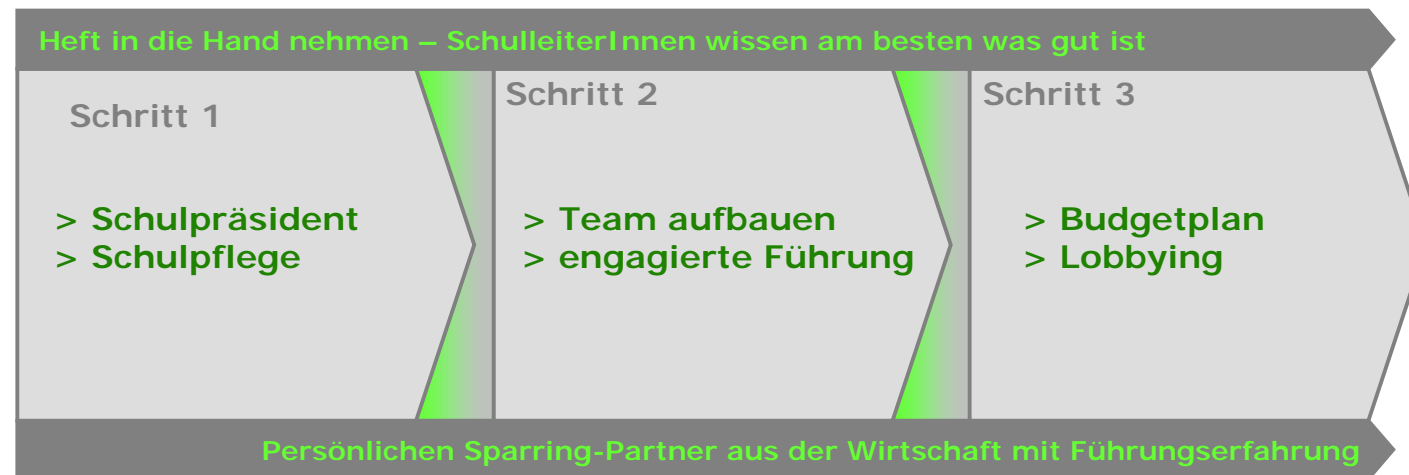 Heft in die Hand nehmen – SchulleiterInnen wissen am besten was gut ist
Schritt 1
> Schulpräsident
> Schulpflege
Schritt 2
> Team aufbauen
> engagierte Führung
Schritt 3
> Budgetplan
> Lobbying
Persönlichen Sparring-Partner aus der Wirtschaft mit Führungserfahrung